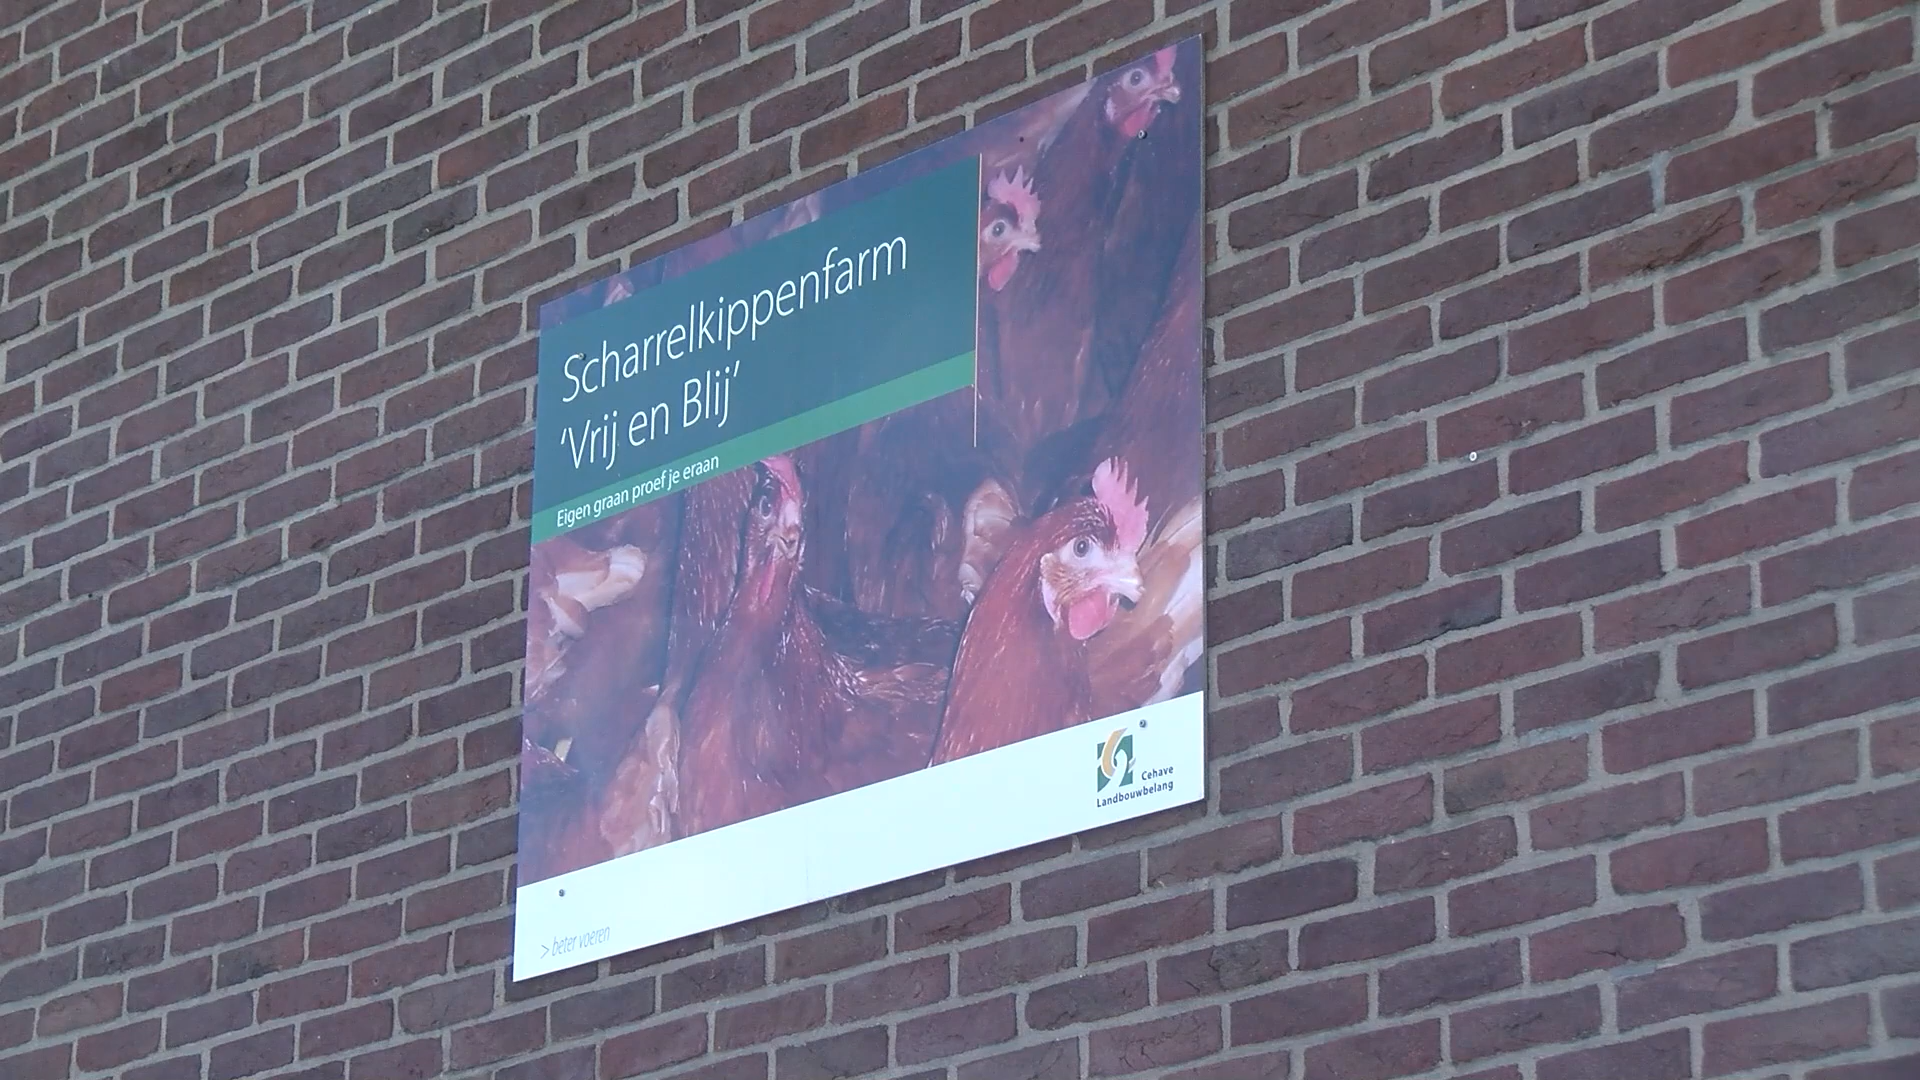 Scharrelkippenfarm
‘Vrij en Blij’
Eigen graan proef je eraan
Cehave
Landbouwbelang
> beter voeren